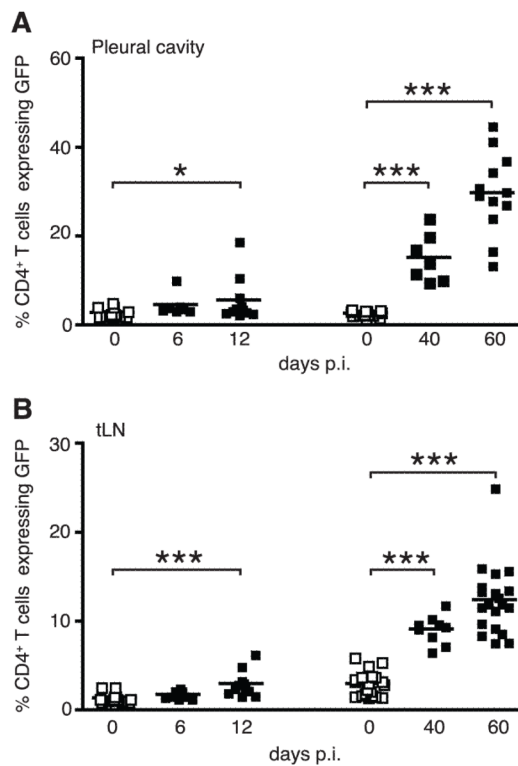 A
Pleural cavity
% CD4⁺ T cells expressing GFP
60
40
20
0
*
***
***
0 6 12 0 40 60
days p.i.
B
tLN
% CD4⁺ T cells expressing GFP
30
20
10
0
***
***
***
0 6 12 0 40 60
days p.i.